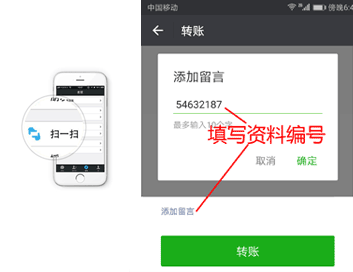 中国移动
傍晚6:4
转账
添加留言
54632187
最多输入10个字
填写资料编号
取消
确定
扫一扫
添加留言
转账